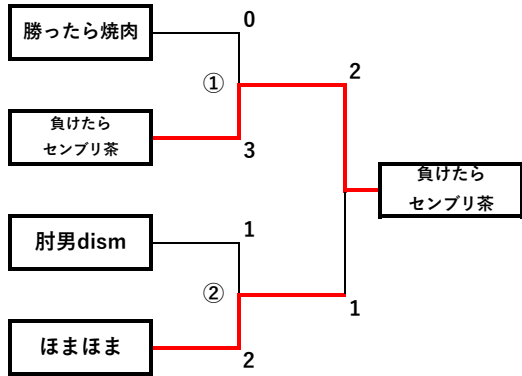 勝ったら焼肉
0
①
2
負けたら
センブリ茶
3
負けたら
センブリ茶
肘男dism
1
②
ほまほま
2
1